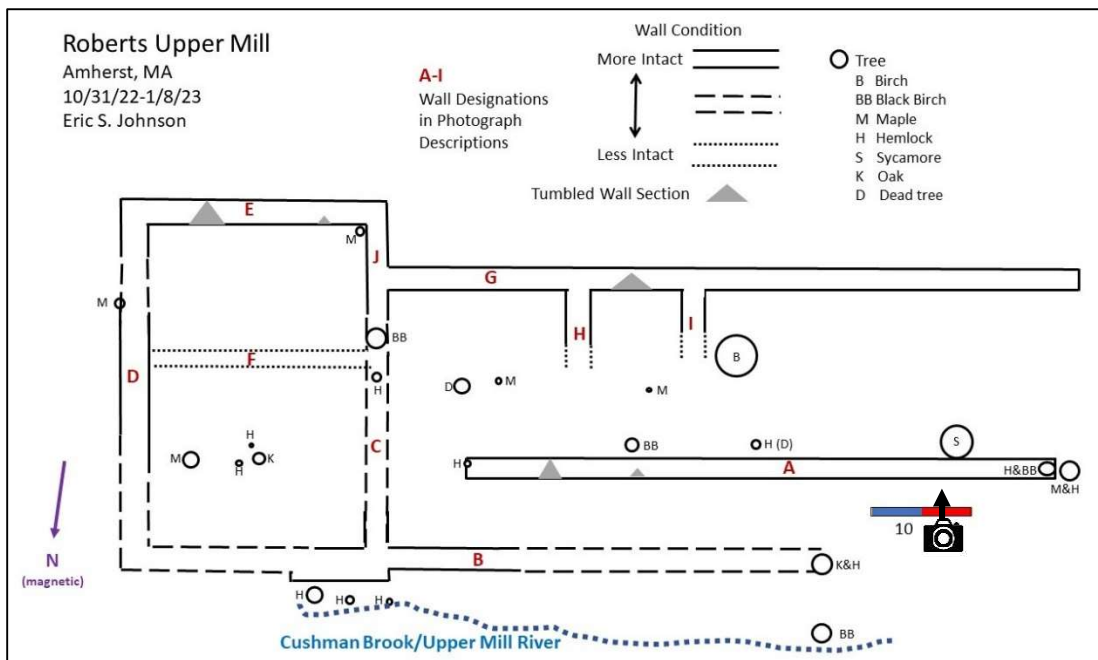 Roberts Upper Mill
Amherst, MA
10/31/22-1/8/23
Eric S. Johnson
A-I
Wall Designations
in Photograph
Descriptions
Wall Condition
More Intact
Less Intact
Tumbled Wall Section
Tree
B Birch
BB Black Birch
M Maple
H Hemlock
S Sycamore
K Oak
D Dead tree
E
M
J
G
M
H
I
BB
B
F
D
H
D
M
M
C
H
M
H
K
BB
H (D)
S
H
A
H&BB
M&H
10
N
(magnetic)
B
K&H
H
H
H
BB
Cushman Brook/Upper Mill River